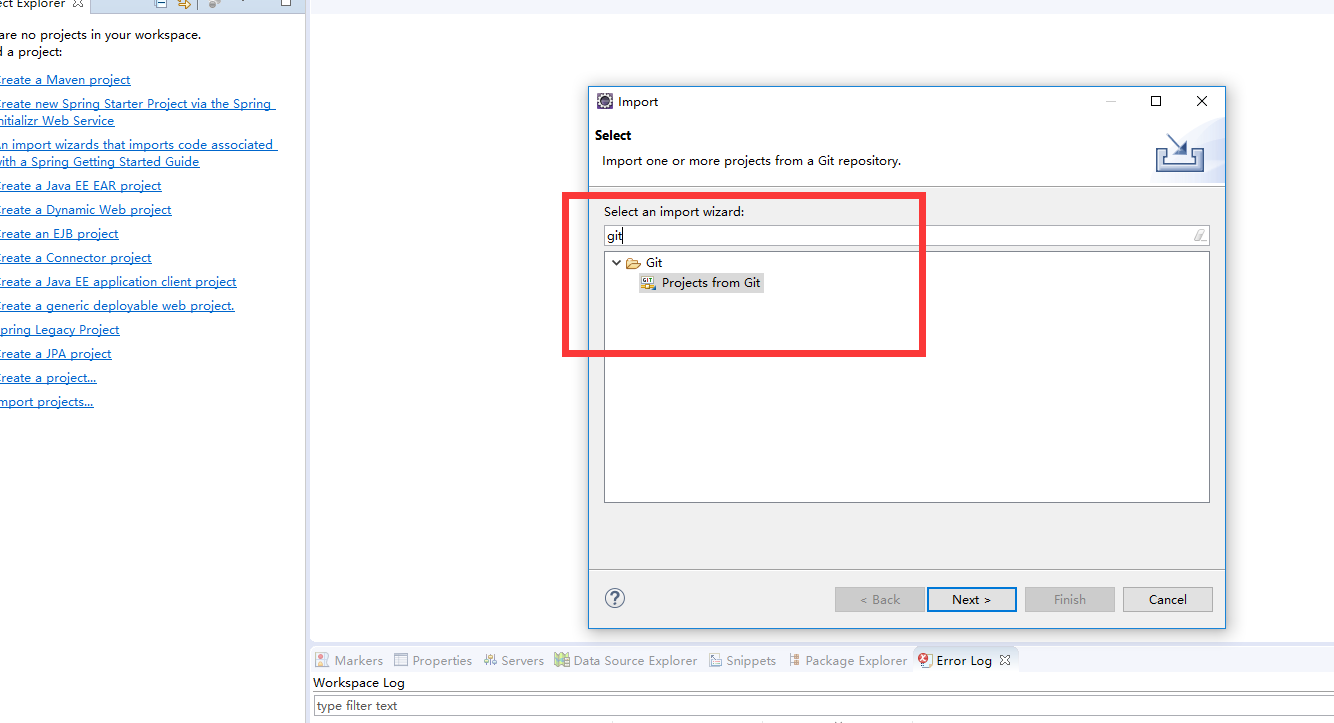 ect Explorer
are no projects in your workspace.
d a project:
reate a Maven project
reate new Spring Starter Project via the Spring
nitializr Web Service
n import wizards that imports code associated
ith a Spring Getting Started Guide
reate a Java EE EAR project
reate a Dynamic Web project
reate an EJB project
reate a Connector project
reate a Java EE application client project
reate a generic deployable web project.
pring Legacy Project
reate a JPA project
reate a project...
mport projects...
Import
Select
Import one or more projects from a Git repository.
Select an import wizard:
git
Git
GIT Projects from Git
< Back Next > Finish Cancel
Markers Properties Servers Data Source Explorer Snippets Package Explorer Error Log
Workspace Log
type filter text